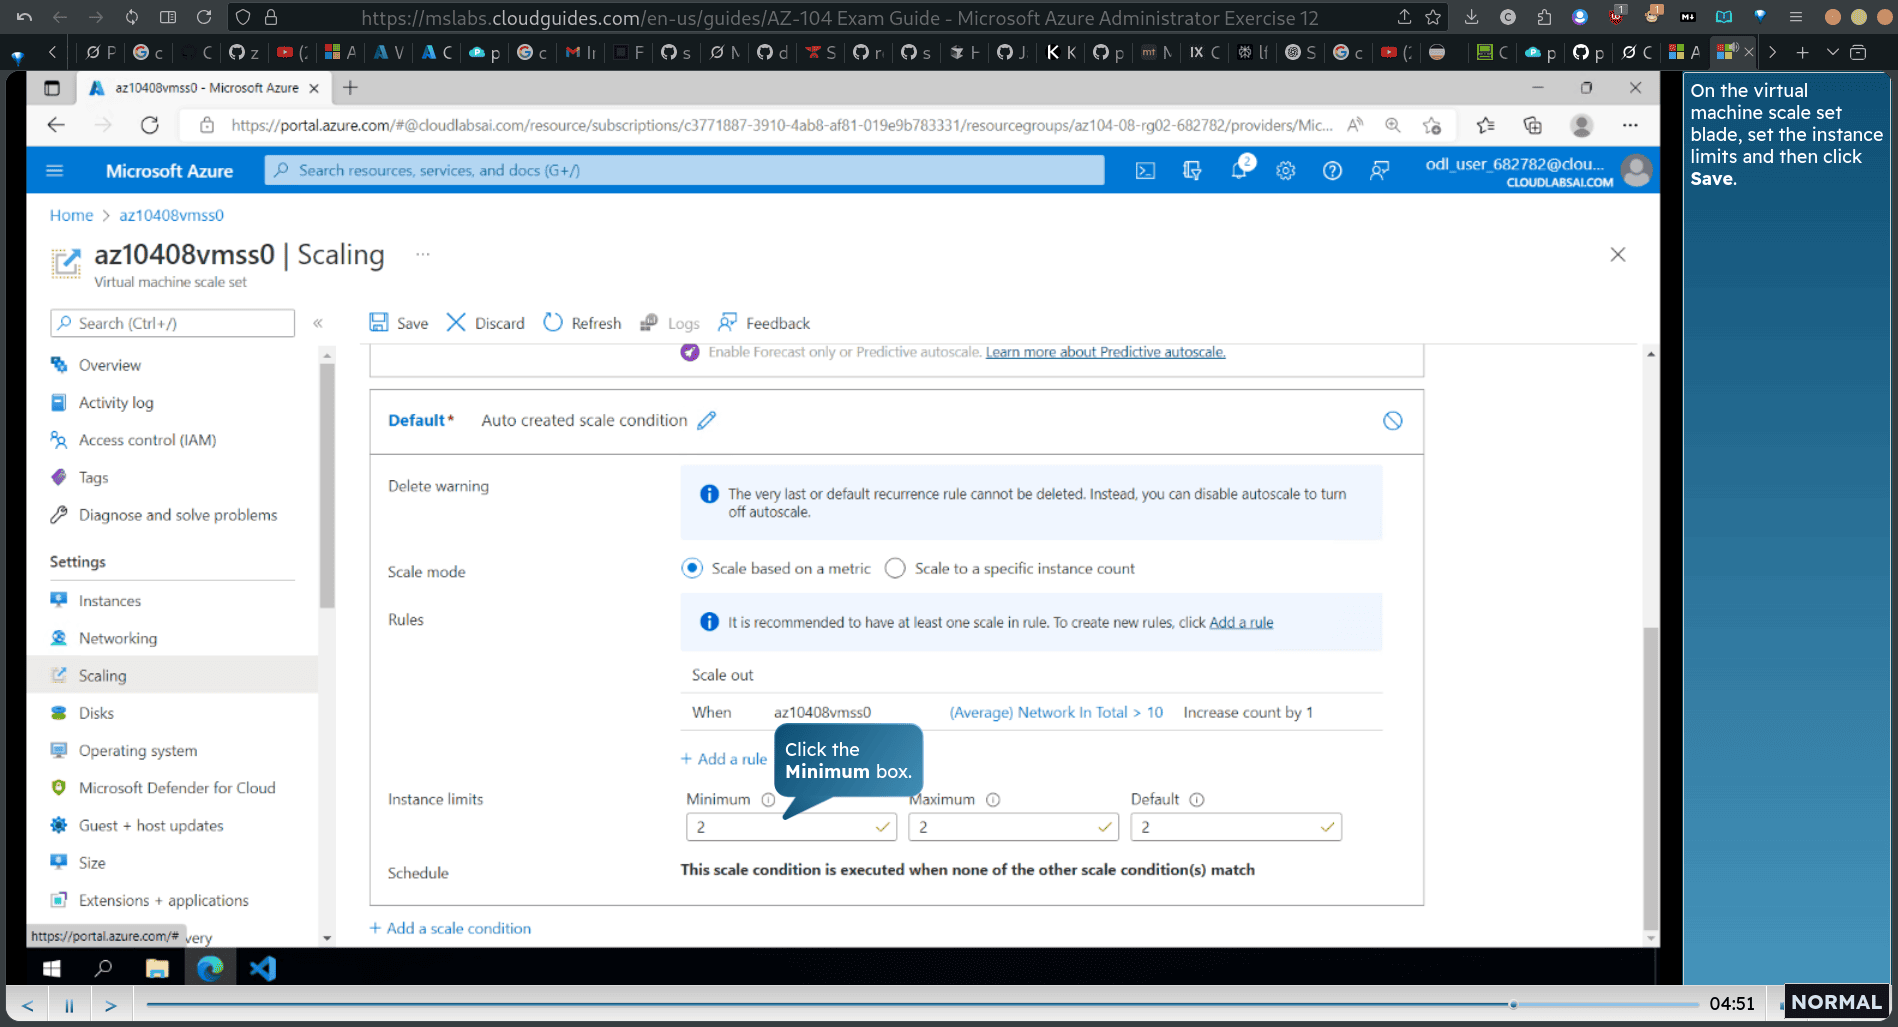 https://mslabs.cloudguides.com/en-us/guides/AZ-104 Exam Guide - Microsoft Azure Administrator Exercise 12
az10408vmss0 - Microsoft Azure
https://portal.azure.com/#@cloudlabsai.com/resource/subscriptions/c3771887-3910-4ab8-af81-019e9b783331/resourcegroups/az104-08-rg02-682782/providers/Mic...
Microsoft Azure
Search resources, services, and docs (G+/)
2
odl_user_682782@clou...
CLOUDLABSAI.COM
Home > az10408vmss0
az10408vmss0 | Scaling ...
Virtual machine scale set
Search (Ctrl+/)
«
Save
Discard
Refresh
Logs
Feedback
Overview
Activity log
Access control (IAM)
Tags
Diagnose and solve problems
Settings
Instances
Networking
Scaling
Disks
Operating system
Microsoft Defender for Cloud
Guest + host updates
Size
Extensions + applications
very
https://portal.azure.com/#
Enable Forecast only or Predictive autoscale. Learn more about Predictive autoscale.
Default* Auto created scale condition
Delete warning
The very last or default recurrence rule cannot be deleted. Instead, you can disable autoscale to turn
off autoscale.
Scale mode
Scale based on a metric
Scale to a specific instance count
Rules
It is recommended to have at least one scale in rule. To create new rules, click Add a rule
Scale out
When az10408vmss0 (Average) Network In Total > 10 Increase count by 1
+ Add a rule
Click the
Minimum box.
Instance limits
Minimum
Maximum
Default
2
2
2
Schedule
This scale condition is executed when none of the other scale condition(s) match
+ Add a scale condition
On the virtual
machine scale set
blade, set the instance
limits and then click
Save.
04:51
NORMAL